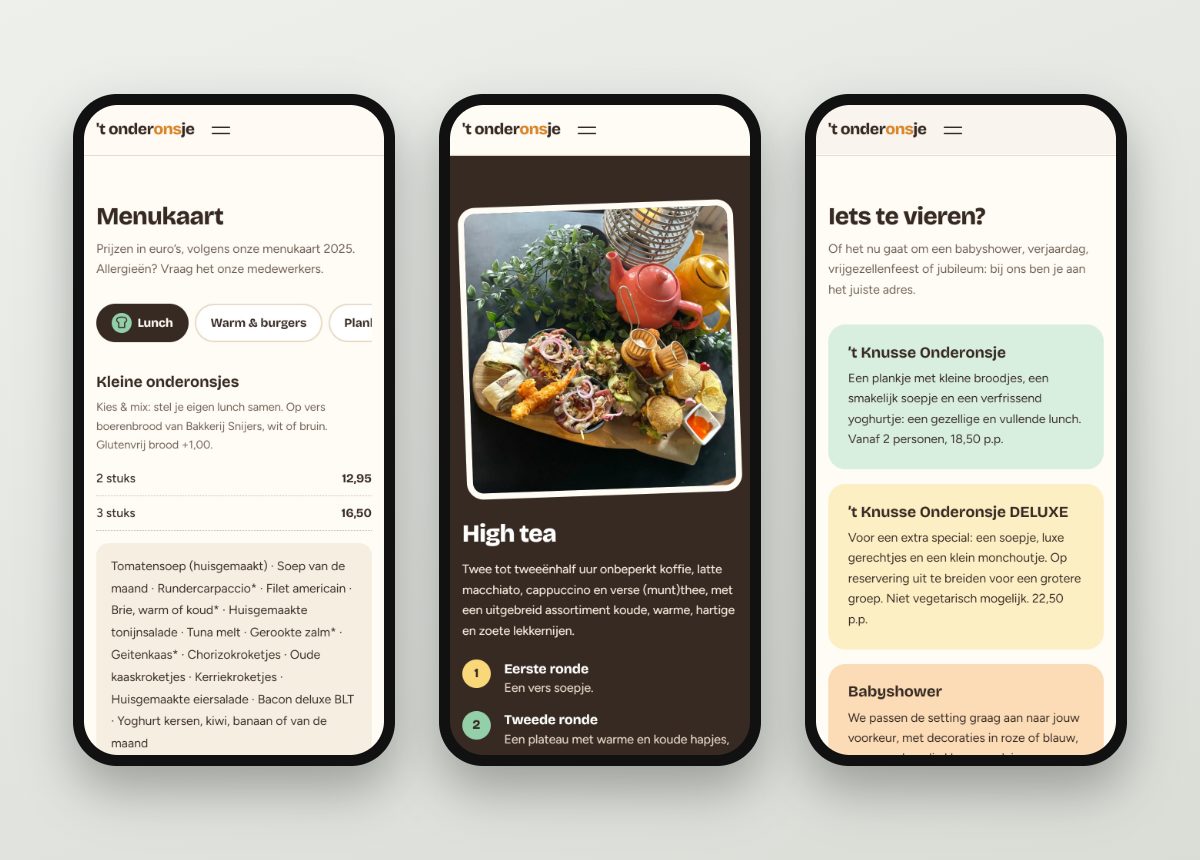 't onderonsje
Menukaart
Prijzen in euro's, volgens onze menukaart 2025.
Allergieën? Vraag het onze medewerkers.
Lunch
Warm & burgers
Kleine onderonsjes
Kies & mix: stel je eigen lunch samen. Op vers
boerenbrood van Bakkerij Snijers, wit of bruin.
Glutenvrij brood +1,00.
2 stuks 12,95
3 stuks 16,50
Tomatensoep (huisgemaakt) · Soep van de
maand · Rundercarpaccio* · Filet americain ·
Brie, warm of koud* · Huisgemaakte
tonijnsalade · Tuna melt · Gerookte zalm* ·
Geitenkaas* · Chorizokroketjes · Oude
kaaskroketjes · Kerriekroketjes ·
Huisgemaakte eiersalade · Bacon deluxe BLT
· Yoghurt kersen, kiwi, banaan of van de
maand
't onderonsje
High tea
Twee tot tweeënhalf uur onbeperkt koffie, latte
macchiato, cappuccino en verse (munt)thee, met
een uitgebreid assortiment koude, warme, hartige
en zoete lekkernijen.
1 Eerste ronde
Een vers soepje.
2 Tweede ronde
Een plateau met warme en koude hapjes,
't onderonsje
Iets te vieren?
Of het nu gaat om een babyshower, verjaardag,
vrijgezellenfeest of jubileum: bij ons ben je aan
het juiste adres.
't Knusse Onderonsje
Een plankje met kleine broodjes, een
smakelijk soepje en een verfrissend
yoghurtje: een gezellige en vullende lunch.
Vanaf 2 personen, 18,50 p.p.
't Knusse Onderonsje DELUXE
Voor een extra special: een soepje, luxe
gerechtjes en een klein monchoutje. Op
reservering uit te breiden voor een grotere
groep. Niet vegetarisch mogelijk. 22,50
p.p.
Babyshower
We passen de setting graag aan naar jouw
voorkeur, met decoraties in roze of blauw,